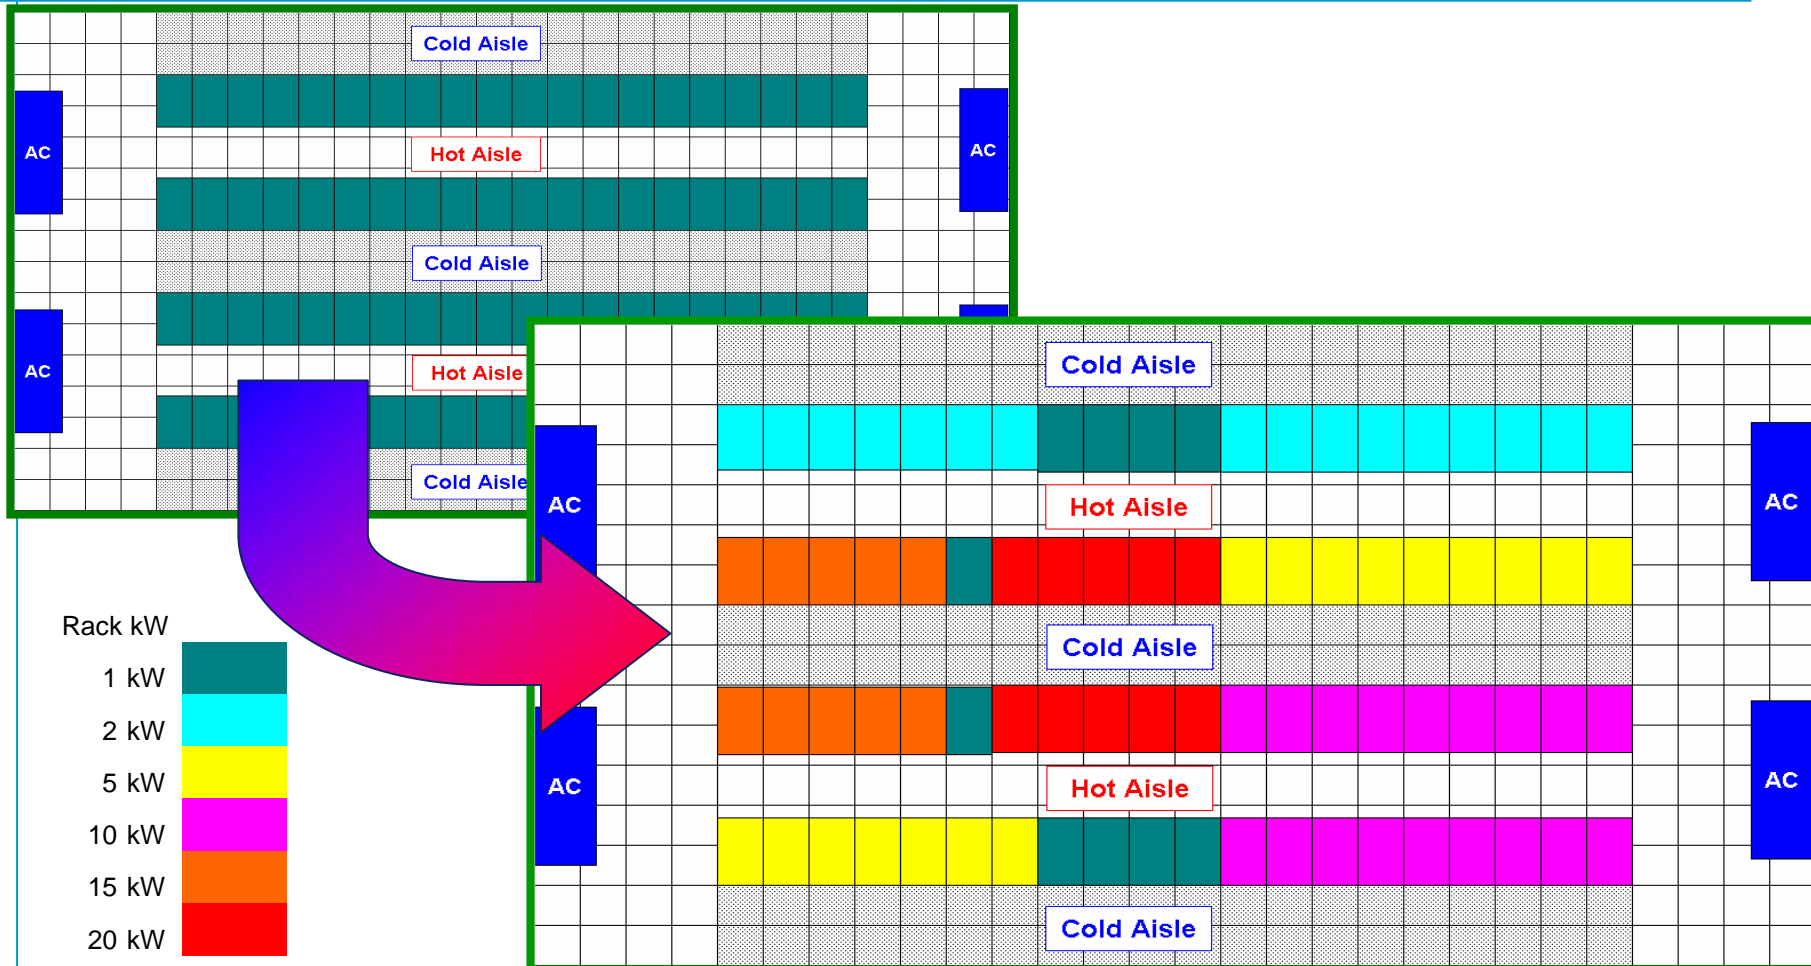 Cold Aisle
AC
AC
Hot Aisle
Cold Aisle
AC
Hot Aisle
Cold Aisle
Cold Aisle
AC
AC
Hot Aisle
Cold Aisle
AC
AC
Hot Aisle
Cold Aisle
Rack kW
1 kW
2 kW
5 kW
10 kW
15 kW
20 kW